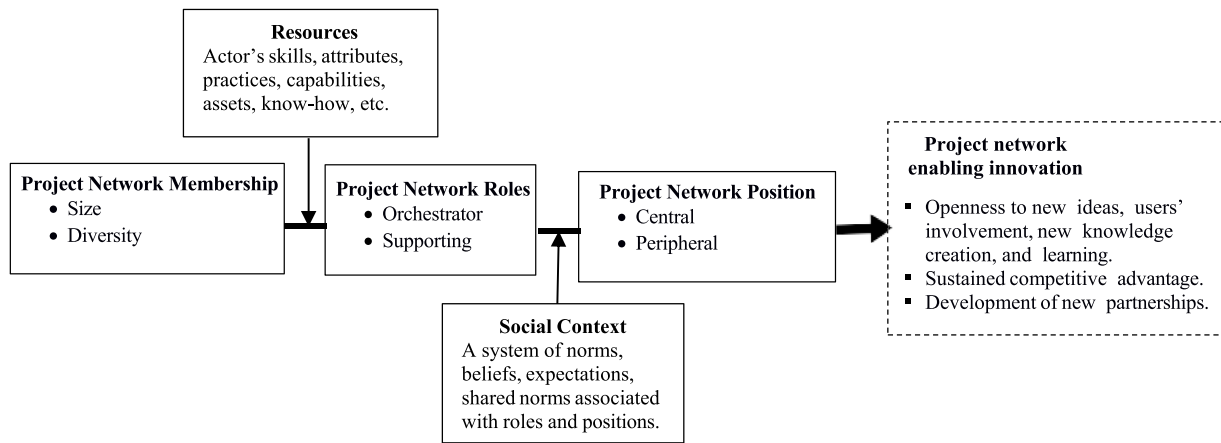 Resources
Actor's skills, attributes,
practices, capabilities,
assets, know-how, etc.
Project Network Membership
• Size
• Diversity
Project Network Roles
• Orchestrator
• Supporting
Project Network Position
• Central
• Peripheral
Project network
enabling innovation
▪ Openness to new ideas, users'
involvement, new knowledge
creation, and learning.
▪ Sustained competitive advantage.
▪ Development of new partnerships.
Social Context
A system of norms,
beliefs, expectations,
shared norms associated
with roles and positions.